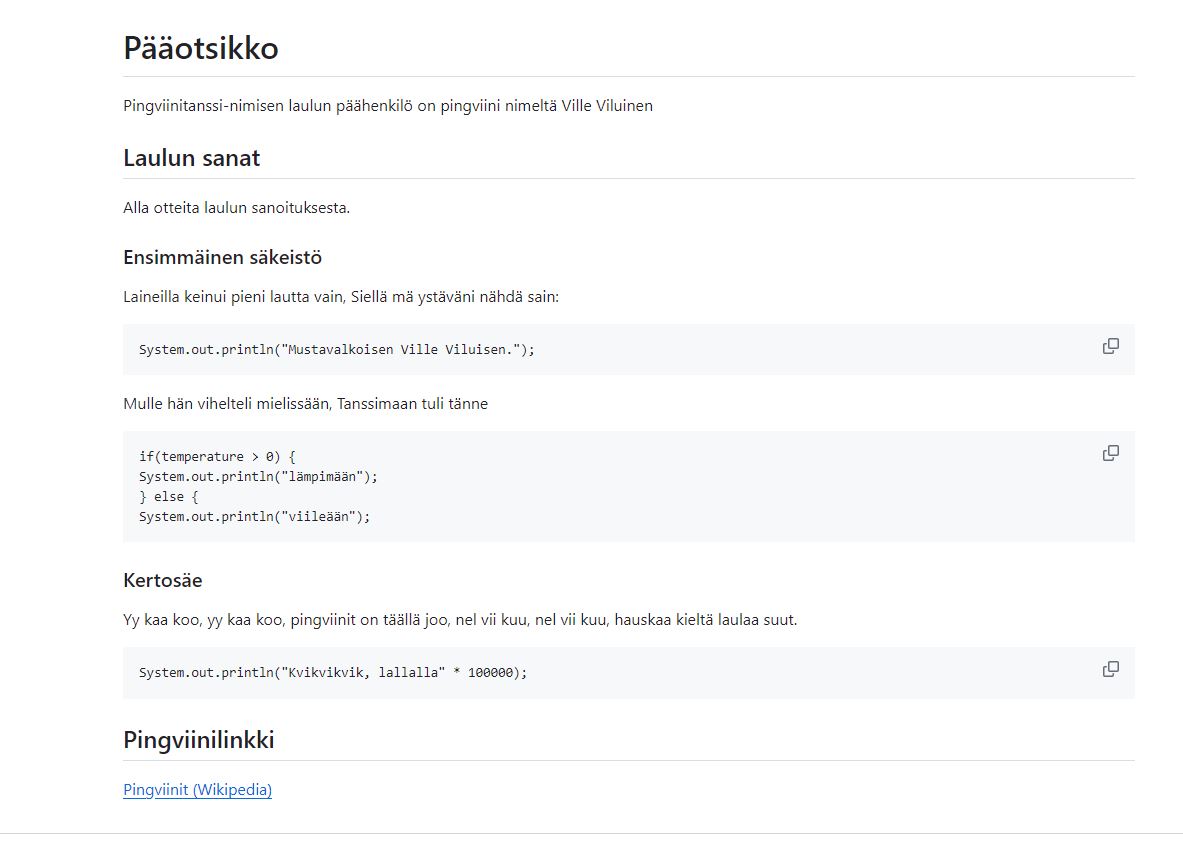 Pääotsikko
Pingviinitanssi-nimisen laulun päähenkilö on pingviini nimeltä Ville Viluinen
Laulun sanat
Alla otteita laulun sanoituksesta.
Ensimmäinen säkeistö
Laineilla keinui pieni lautta vain, Siellä mä ystäväni nähdä sain:
System.out.println("Mustavalkoisen Ville Viluisen.");
Mulle hän vihelteli mielissään, Tanssimaan tuli tänne
if(temperature > 0) {
System.out.println("lämpimään");
} else {
System.out.println("viileään");
Kertosäe
Yy kaa koo, yy kaa koo, pingviinit on täällä joo, nel vii kuu, nel vii kuu, hauskaa kieltä laulaa suut.
System.out.println("Kvikvikvik, lallalla" * 100000);
Pingviinilinkki
Pingviinit (Wikipedia)